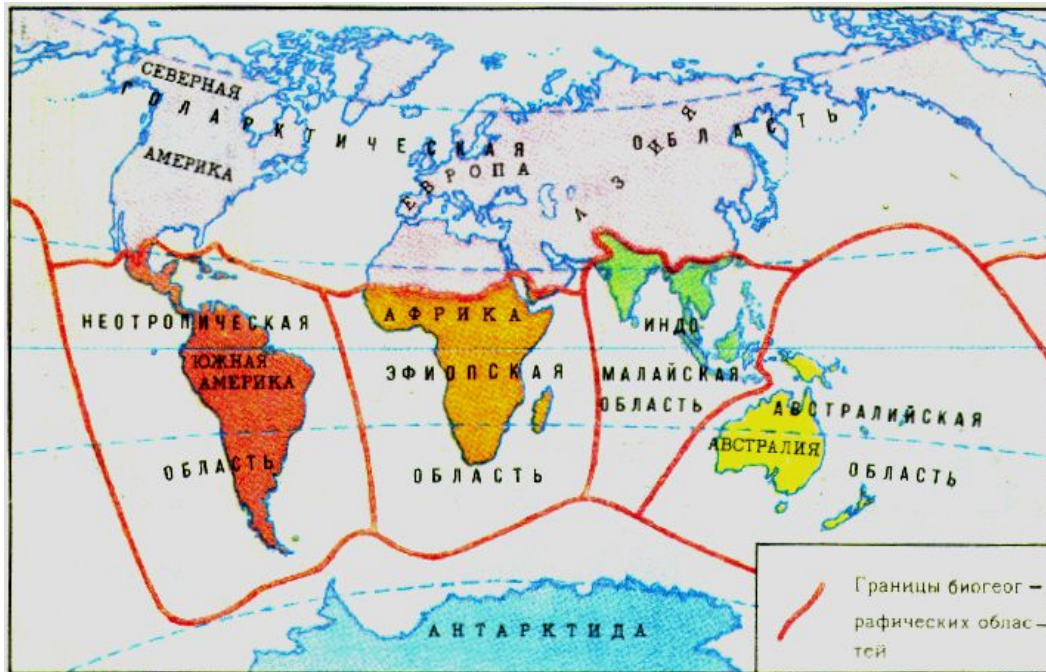 СЕВЕРНАЯ
ГОЛАРКТИЧЕСКАЯ ОБЛАСТЬ
АМЕРИКА
ЕВРОПА
АЗИЯ
НЕОТРОПИЧЕСКАЯ
ОБЛАСТЬ
ЮЖНАЯ
АМЕРИКА
АФРИКА
ЭФИОПСКАЯ
ОБЛАСТЬ
ИНДО
МАЛАЙСКАЯ
ОБЛАСТЬ
АВСТРАЛИЙСКАЯ
ОБЛАСТЬ
АВСТРАЛИЯ
АНТАРКТИДА
Границы биогеог –
рафических облас –
тей